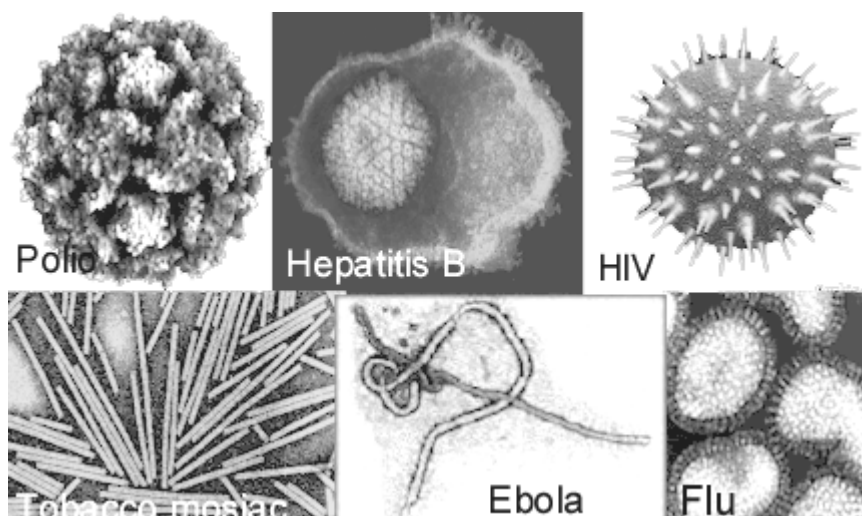 Polio
Hepatitis B
HIV
Tobacco mosiac
Ebola
Flu